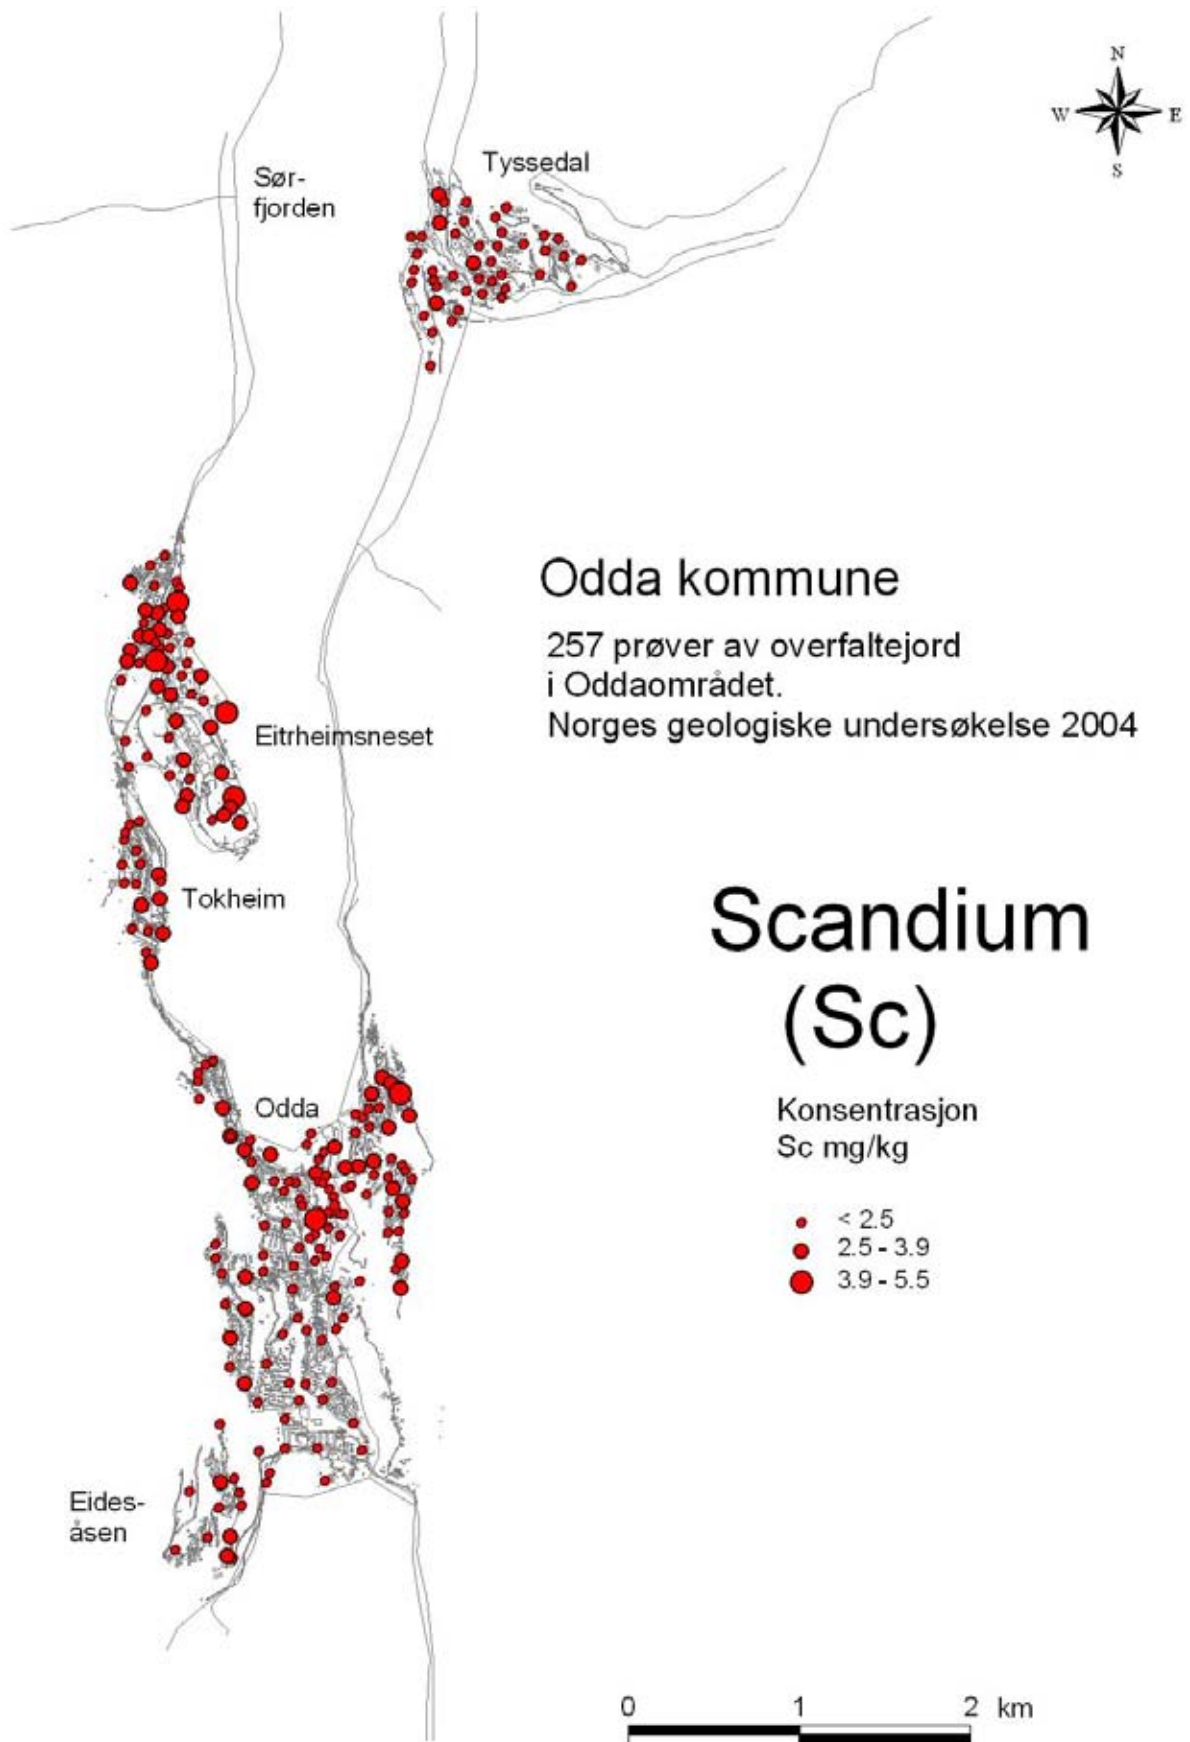 N
W E
S
Tyssedal
Sør-
fjorden
Odda kommune
257 prøver av overfaltejord
i Oddaområdet.
Norges geologiske undersøkelse 2004
Eitrheimsneset
Tokheim
Scandium
(Sc)
Odda
Konsentrasjon
Sc mg/kg
< 2.5
2.5 - 3.9
3.9 - 5.5
Eides-
åsen
0 1 2 km